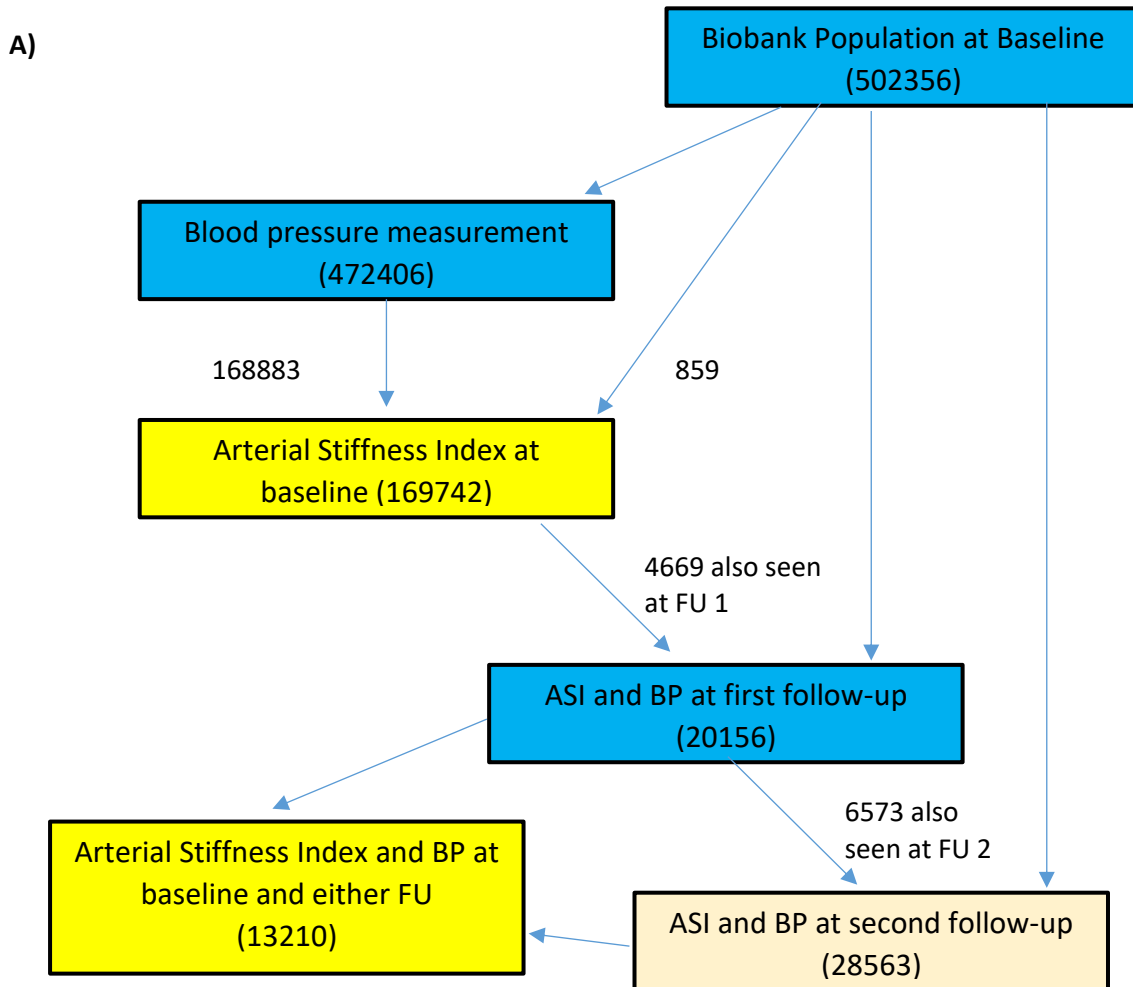 A)
Biobank Population at Baseline
(502356)
Blood pressure measurement
(472406)
168883
859
Arterial Stiffness Index at
baseline (169742)
4669 also seen
at FU 1
ASI and BP at first follow-up
(20156)
6573 also
seen at FU 2
Arterial Stiffness Index and BP at
baseline and either FU
(13210)
ASI and BP at second follow-up
(28563)